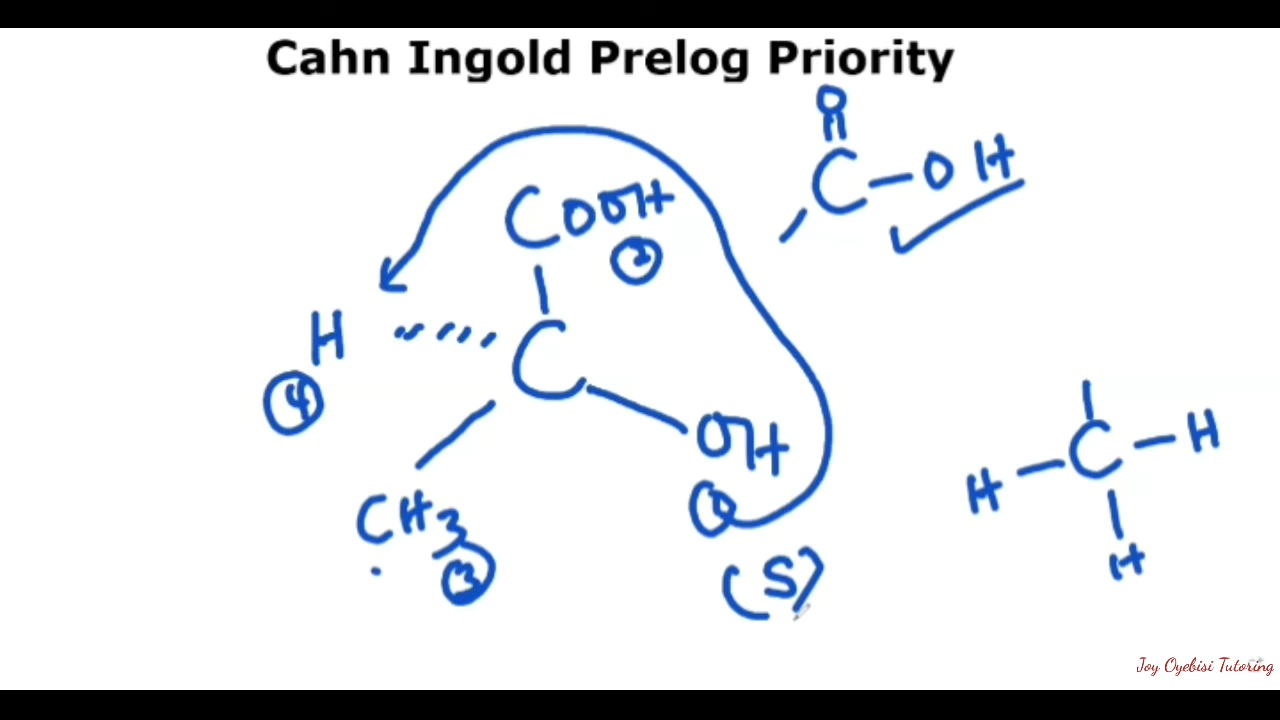 Cahn Ingold Prelog Priority
O
C-OH
COOH
2
H
C
4
OH
C
H
H
CH3
1
3
H
(S)
Joy Oyebisi Tutoring